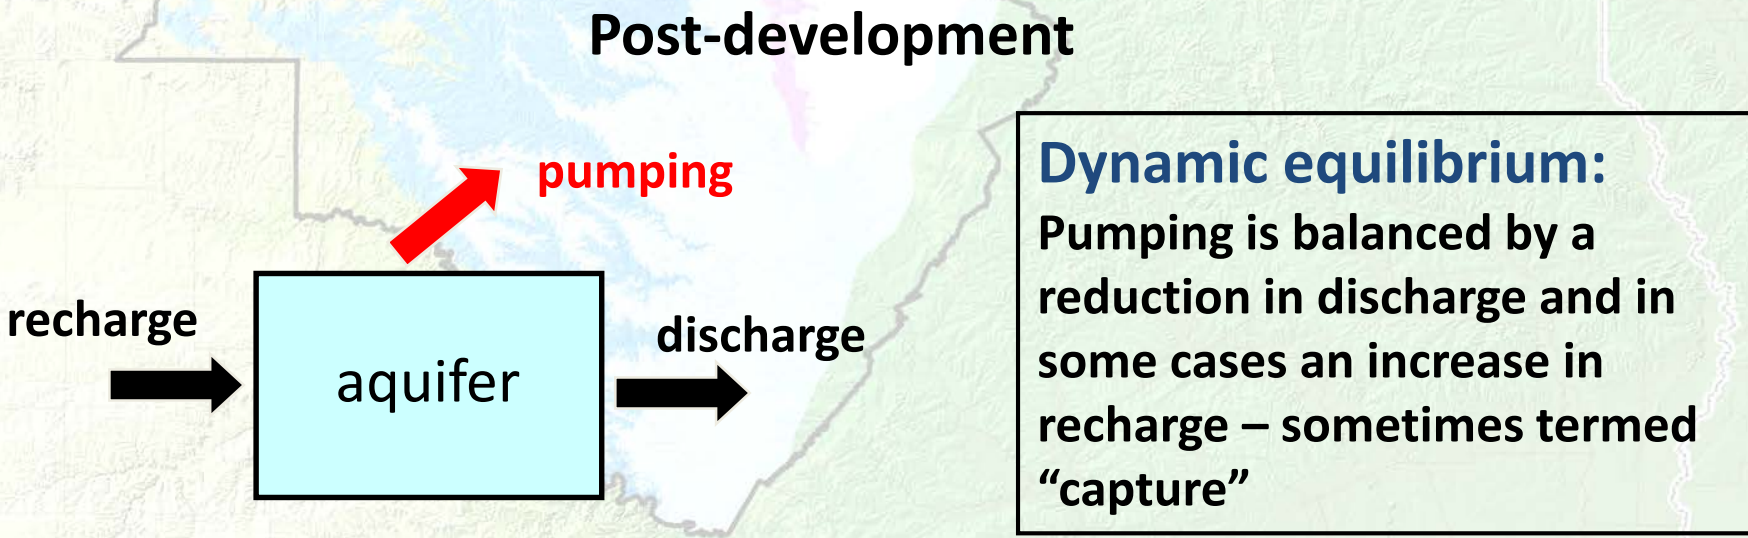 Post-development
pumping
recharge
aquifer
discharge
Dynamic equilibrium:
Pumping is balanced by a
reduction in discharge and in
some cases an increase in
recharge – sometimes termed
“capture”